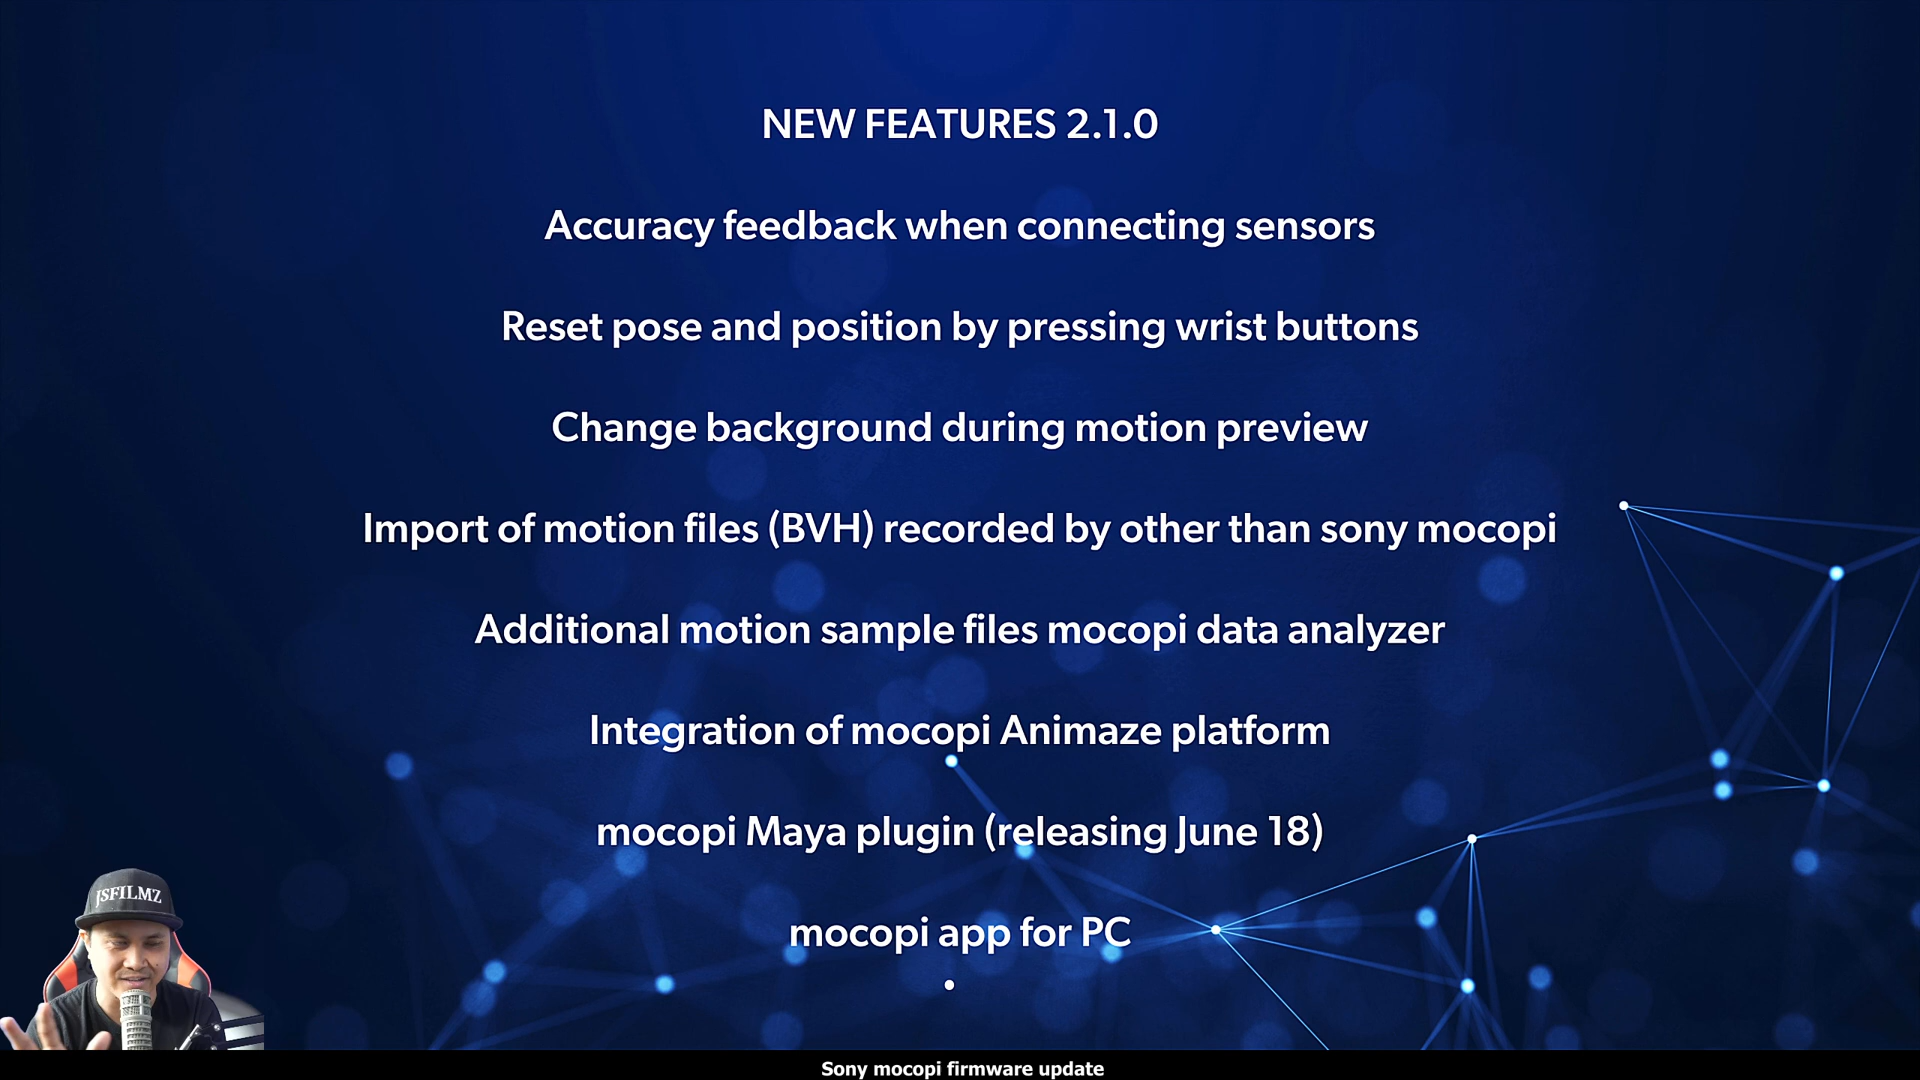 NEW FEATURES 2.1.0
Accuracy feedback when connecting sensors
Reset pose and position by pressing wrist buttons
Change background during motion preview
Import of motion files (BVH) recorded by other than sony mocopi
Additional motion sample files mocopi data analyzer
Integration of mocopi Animaze platform
mocopi Maya plugin (releasing June 18)
mocopi app for PC
JSFILMZ
Sony mocopi firmware update